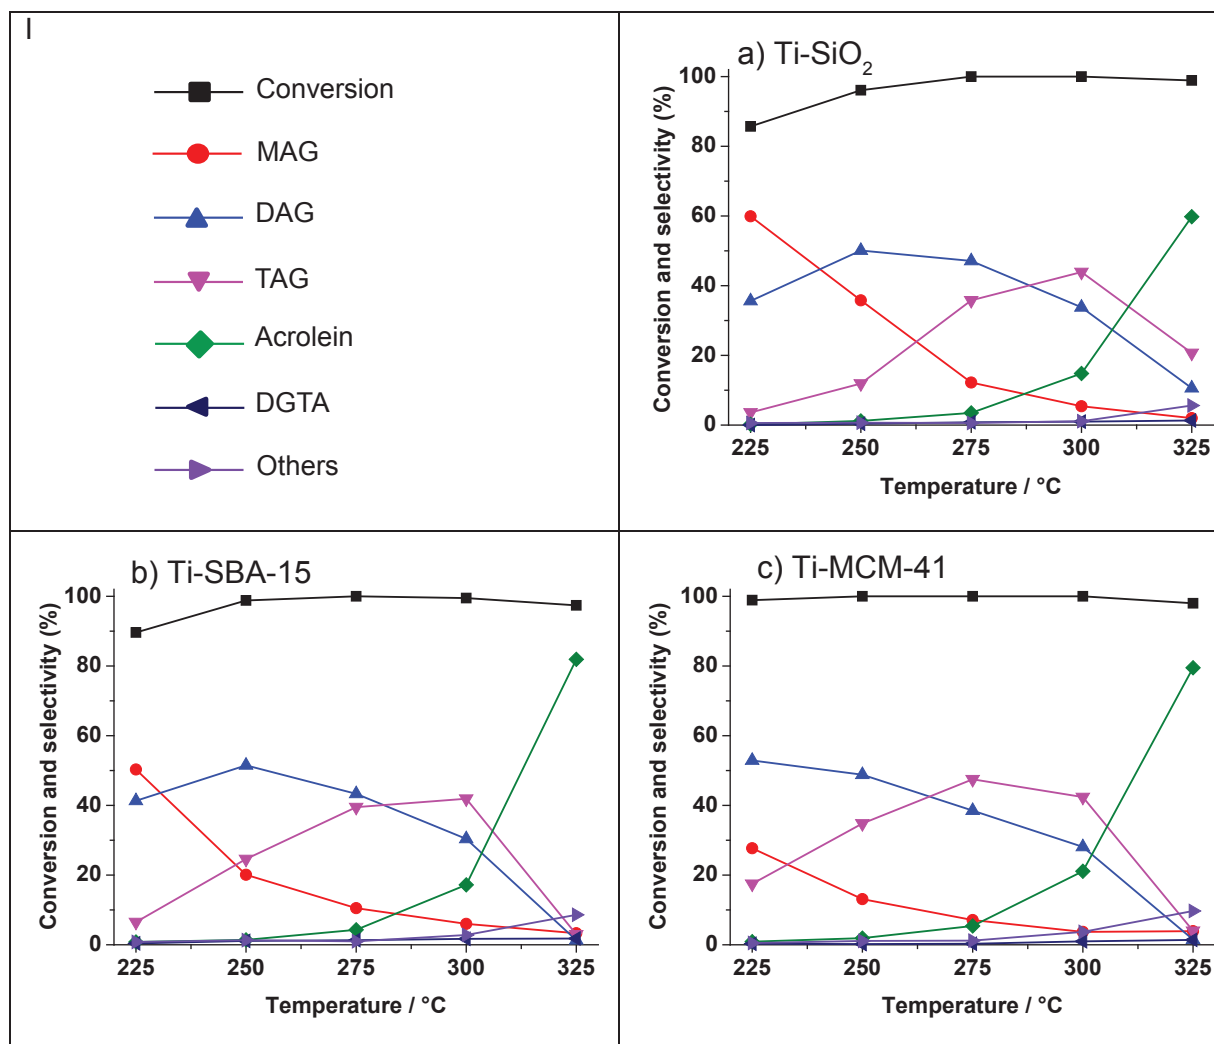 I
Conversion
MAG
DAG
TAG
Acrolein
DGTA
Others
a) Ti-SiO₂
Conversion and selectivity (%)
100
80
60
40
20
0
225 250 275 300 325
Temperature / °C
b) Ti-SBA-15
Conversion and selectivity (%)
100
80
60
40
20
0
225 250 275 300 325
Temperature / °C
c) Ti-MCM-41
Conversion and selectivity (%)
100
80
60
40
20
0
225 250 275 300 325
Temperature / °C